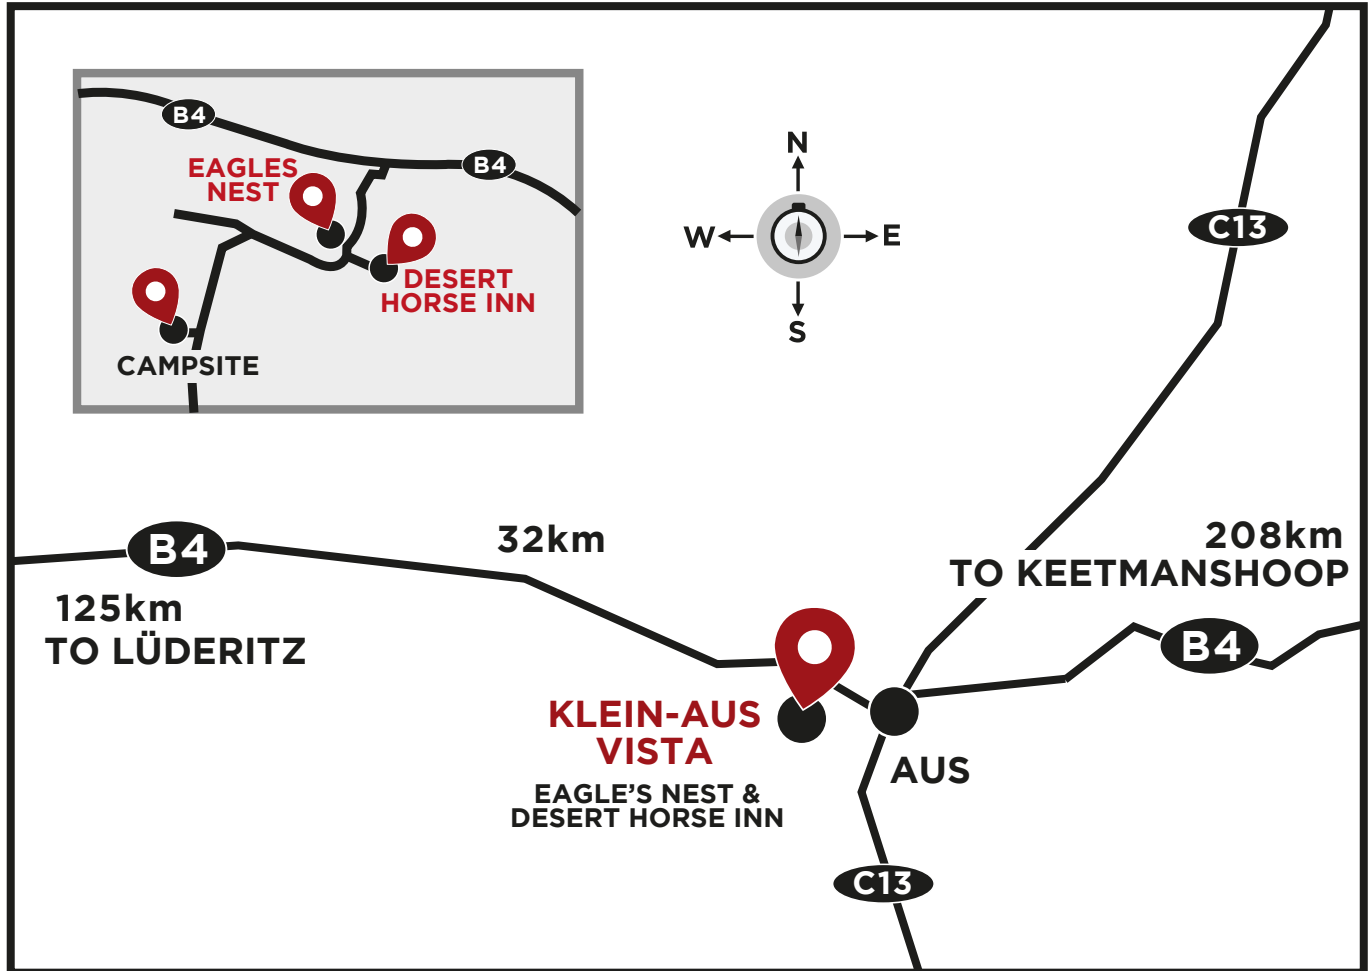 B4
B4
EAGLES
NEST
DESERT
HORSE INN
CAMPSITE
N
W
E
S
C13
B4
32km
125km
TO LÜDERITZ
208km
TO KEETMANSHOOP
B4
KLEIN-AUS
VISTA
EAGLE'S NEST &
DESERT HORSE INN
AUS
C13